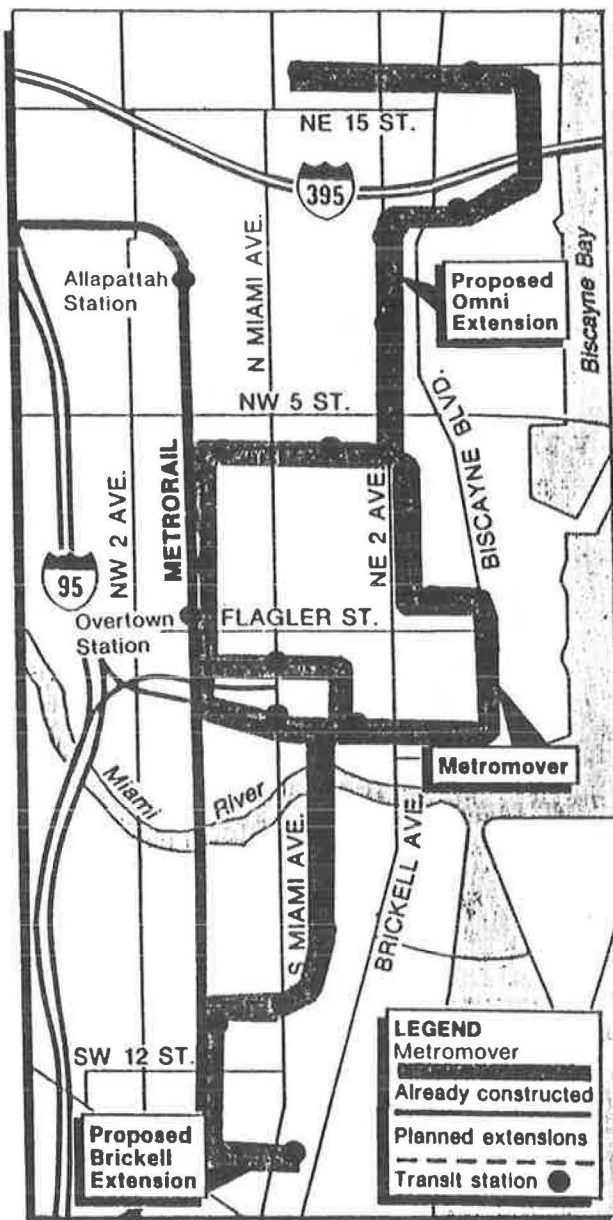 NE 15 ST.
395
N MIAMI AVE.
Allapattah
Station
Proposed
Omni
Extension
Biscayne Bay
NW 5 ST.
BISCAYNE BLVD.
NW 2 AVE.
METRORAIL
NE 2 AVE.
95
Overtown
Station
FLAGLER ST.
Metromover
Miami
River
S MIAMI AVE.
BRICKELL AVE.
SW 12 ST.
Proposed
Brickell
Extension
LEGEND
Metromover
Already constructed
Planned extensions
Transit station